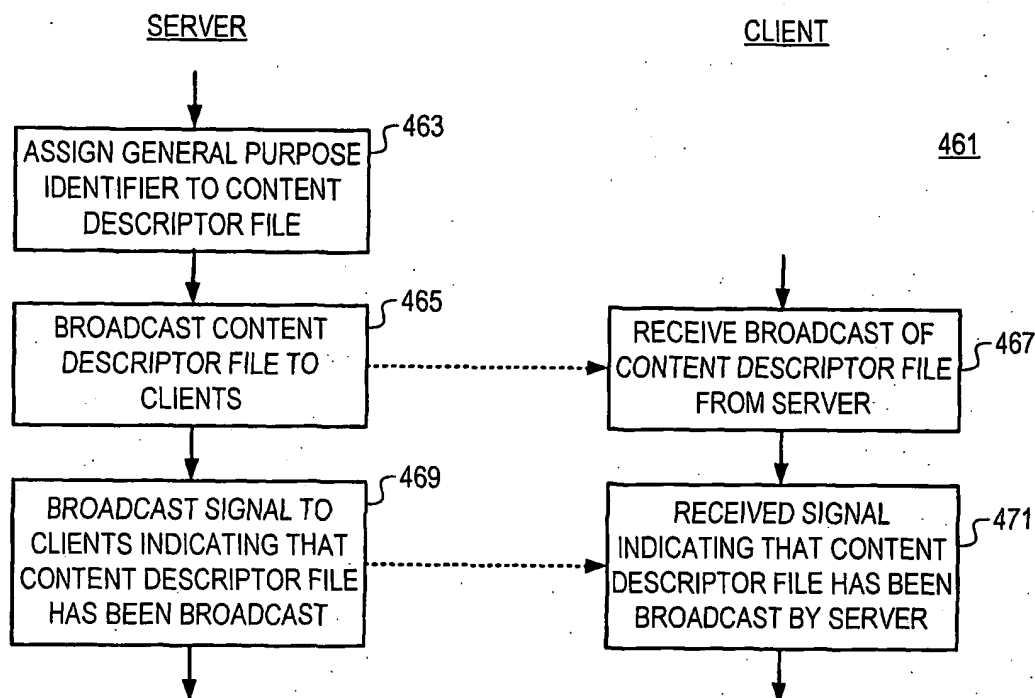 SERVER
CLIENT
461
463
ASSIGN GENERAL PURPOSE
IDENTIFIER TO CONTENT
DESCRIPTOR FILE
465
BROADCAST CONTENT
DESCRIPTOR FILE TO
CLIENTS
RECEIVE BROADCAST OF
CONTENT DESCRIPTOR FILE
FROM SERVER
467
469
BROADCAST SIGNAL TO
CLIENTS INDICATING THAT
CONTENT DESCRIPTOR FILE
HAS BEEN BROADCAST
RECEIVED SIGNAL
INDICATING THAT CONTENT
DESCRIPTOR FILE HAS BEEN
BROADCAST BY SERVER
471